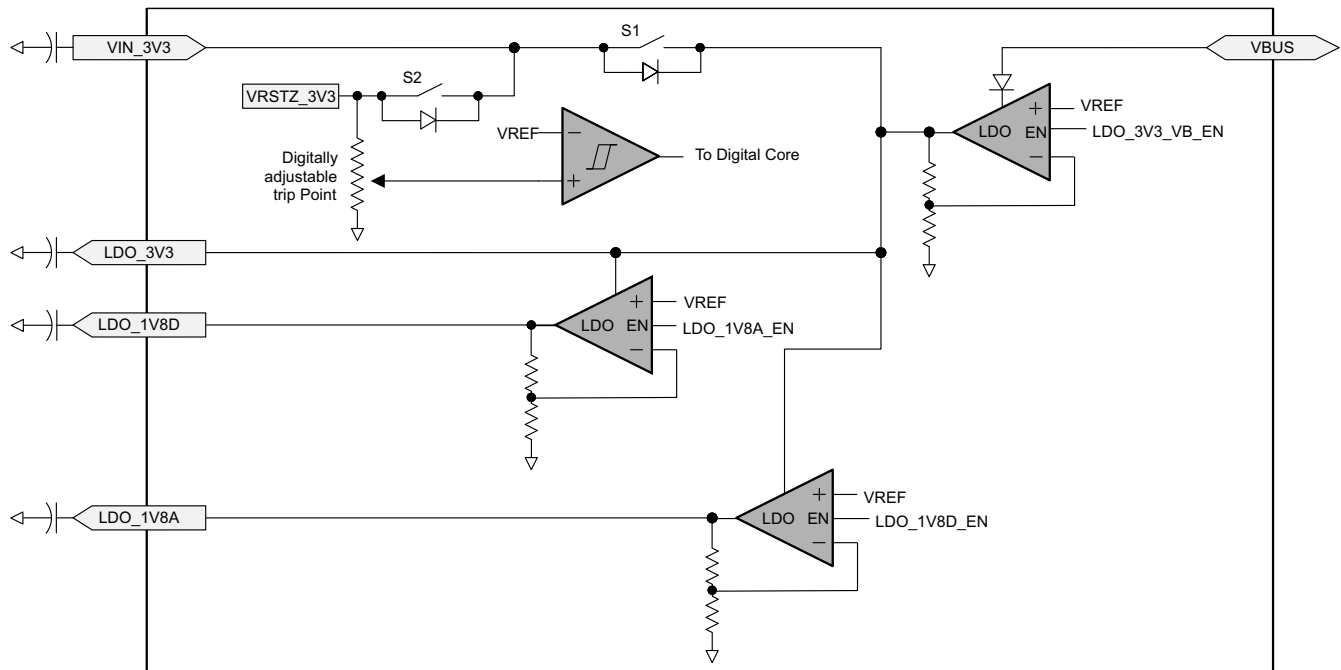 S1
VIN_3V3
VBUS
S2
VRSTZ_3V3
VREF
−
+
To Digital Core
Digitally
adjustable
trip Point
+
VREF
LDO
EN
LDO_3V3_VB_EN
−
LDO_3V3
+
VREF
LDO_1V8D
LDO
EN
LDO_1V8A_EN
−
+
VREF
LDO_1V8A
LDO
EN
LDO_1V8D_EN
−